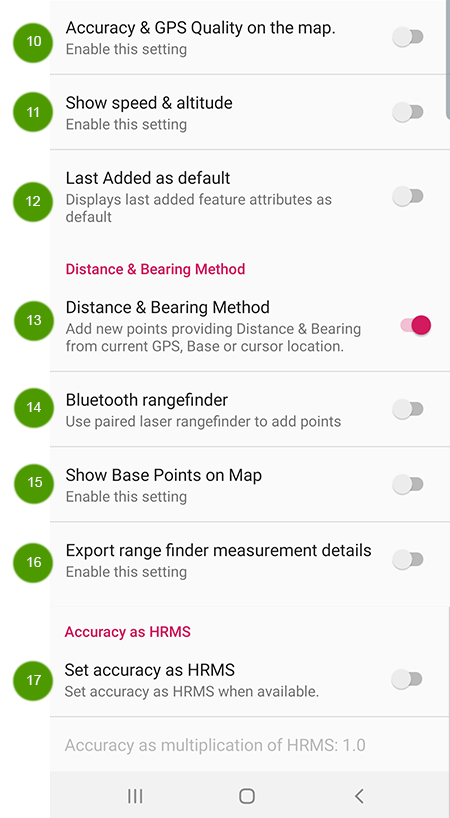 10
Accuracy & GPS Quality on the map.
Enable this setting
11
Show speed & altitude
Enable this setting
12
Last Added as default
Displays last added feature attributes as
default
Distance & Bearing Method
13
Distance & Bearing Method
Add new points providing Distance & Bearing
from current GPS, Base or cursor location.
14
Bluetooth rangefinder
Use paired laser rangefinder to add points
15
Show Base Points on Map
Enable this setting
16
Export range finder measurement details
Enable this setting
Accuracy as HRMS
17
Set accuracy as HRMS
Set accuracy as HRMS when available.
Accuracy as multiplication of HRMS: 1.0